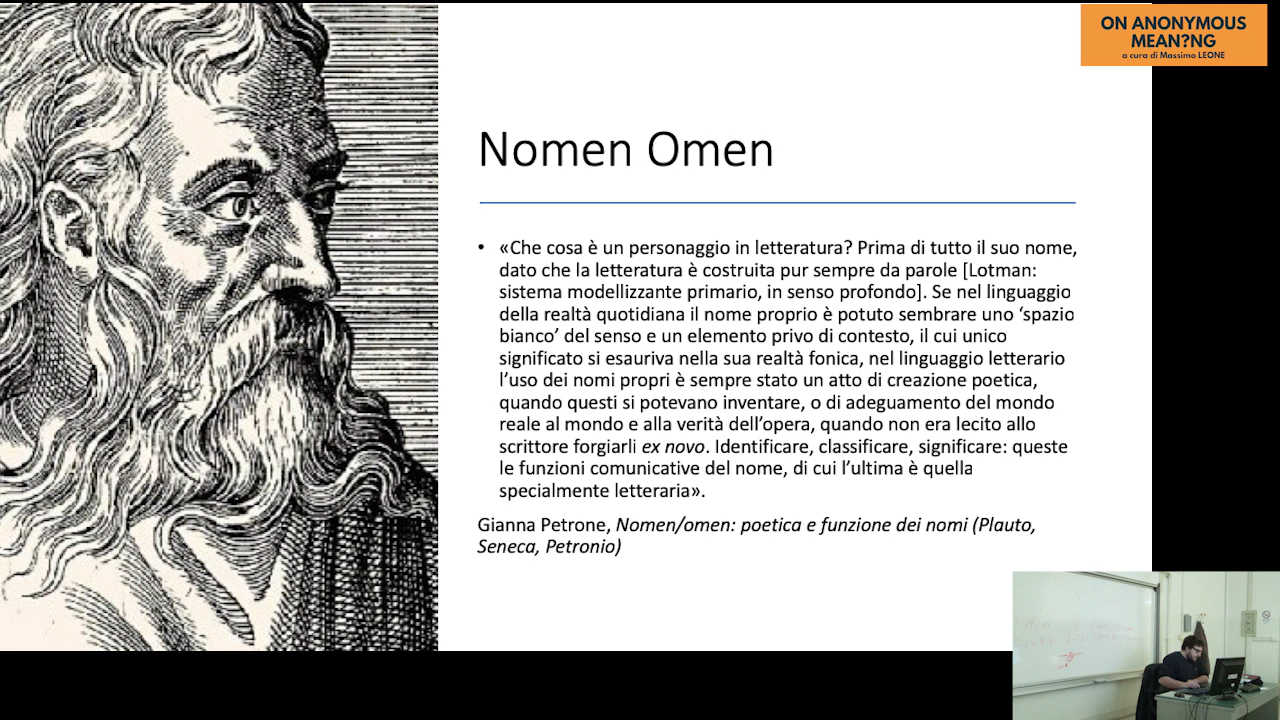 ON ANONYMOUS
MEAN?NG
a cura di Massimo LEONE
Nomen Omen
• «Che cosa è un personaggio in letteratura? Prima di tutto il suo nome,
dato che la letteratura è costruita pur sempre da parole [Lotman:
sistema modellizzante primario, in senso profondo]. Se nel linguaggio
della realtà quotidiana il nome proprio è potuto sembrare uno ‘spazio
bianco’ del senso e un elemento privo di contesto, il cui unico
significato si esauriva nella sua realtà fonica, nel linguaggio letterario
l’uso dei nomi propri è sempre stato un atto di creazione poetica,
quando questi si potevano inventare, o di adeguamento del mondo
reale al mondo e alla verità dell’opera, quando non era lecito allo
scrittore forgiarli ex novo. Identificare, classificare, significare: queste
le funzioni comunicative del nome, di cui l’ultima è quella
specialmente letteraria».
Gianna Petrone, Nomen/omen: poetica e funzione dei nomi (Plauto,
Seneca, Petronio)